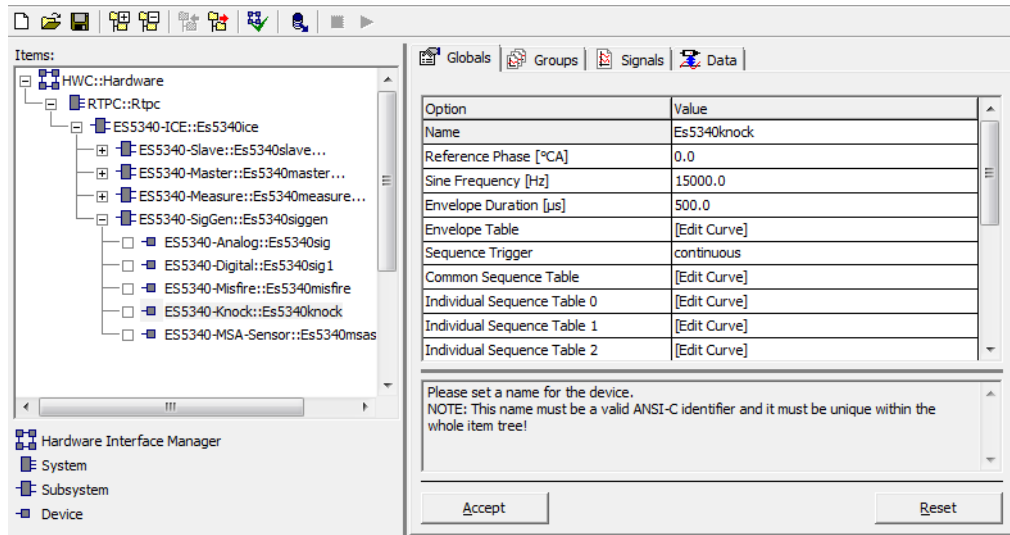 Items:
HWC::Hardware
RTPC::Rtpc
ES5340-ICE::Es5340ice
ES5340-Slave::Es5340slave...
ES5340-Master::Es5340master...
ES5340-Measure::Es5340measure...
ES5340-SigGen::Es5340siggen
ES5340-Analog::Es5340sig
ES5340-Digital::Es5340sig1
ES5340-Misfire::Es5340misfire
ES5340-Knock::Es5340knock
ES5340-MSA-Sensor::Es5340msas
Hardware Interface Manager
System
Subsystem
Device
Globals Groups Signals Data
Option Value
Name Es5340knock
Reference Phase [°CA] 0.0
Sine Frequency [Hz] 15000.0
Envelope Duration [µs] 500.0
Envelope Table [Edit Curve]
Sequence Trigger continuous
Common Sequence Table [Edit Curve]
Individual Sequence Table 0 [Edit Curve]
Individual Sequence Table 1 [Edit Curve]
Individual Sequence Table 2 [Edit Curve]
Please set a name for the device.
NOTE: This name must be a valid ANSI-C identifier and it must be unique within the
whole item tree!
Accept Reset